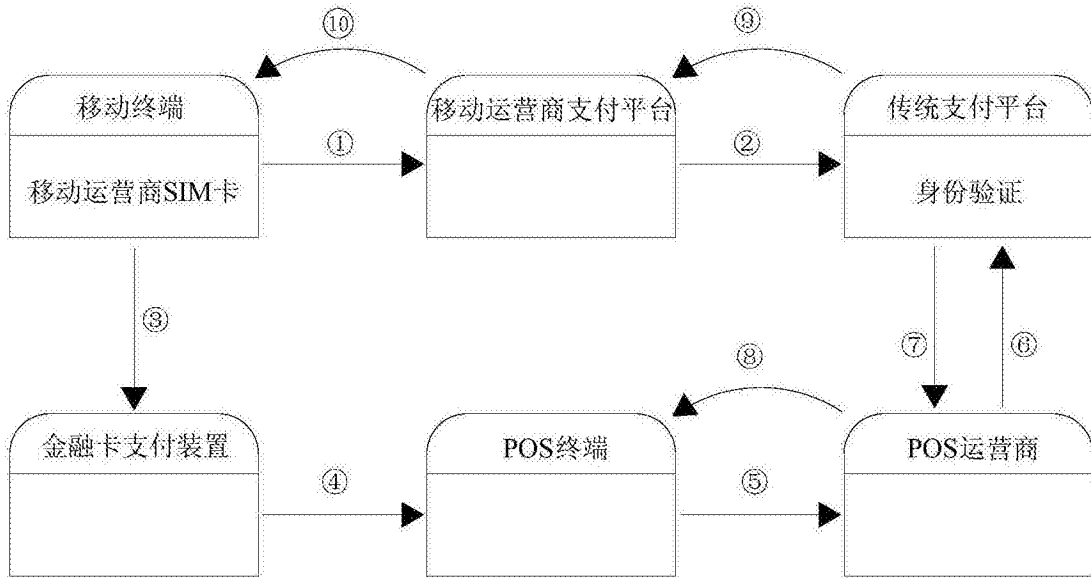 ⑩
⑨
移动终端
移动运营商支付平台
传统支付平台
①
②
移动运营商SIM卡
身份验证
③
⑦
⑥
⑧
金融卡支付装置
POS终端
POS运营商
④
⑤